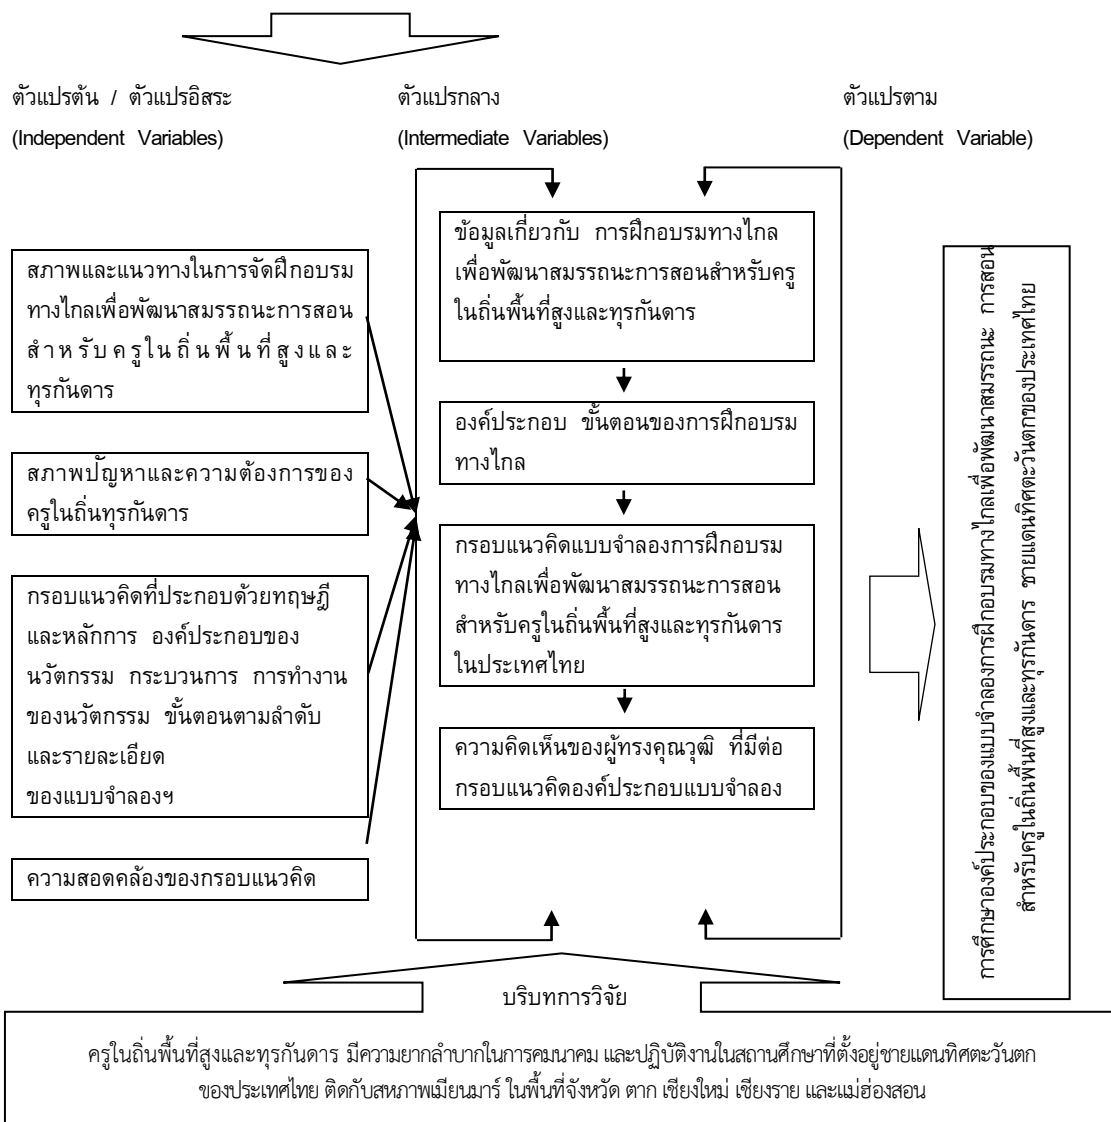 ตัวแปรต้น / ตัวแปรอิสระ
(Independent Variables)
ตัวแปรกลาง
(Intermediate Variables)
ตัวแปรตาม
(Dependent Variable)
สภาพและแนวทางในการจัดฝึกอบรม
ทางไกลเพื่อพัฒนาสมรรถนะการสอน
สำหรับครูในถิ่นพื้นที่สูงและ
ทุรกันดาร
สภาพปัญหาและความต้องการของ
ครูในถิ่นทุรกันดาร
กรอบแนวคิดที่ประกอบด้วยทฤษฎี
และหลักการ องค์ประกอบของ
นวัตกรรม กระบวนการ การทำงาน
ของนวัตกรรม ขั้นตอนตามลำดับ
และรายละเอียด
ของแบบจำลองฯ
ความสอดคล้องของกรอบแนวคิด
ข้อมูลเกี่ยวกับ การฝึกอบรมทางไกล
เพื่อพัฒนาสมรรถนะการสอนสำหรับครู
ในถิ่นพื้นที่สูงและทุรกันดาร
องค์ประกอบ ขั้นตอนของการฝึกอบรม
ทางไกล
กรอบแนวคิดแบบจำลองการฝึกอบรม
ทางไกลเพื่อพัฒนาสมรรถนะการสอน
สำหรับครูในถิ่นพื้นที่สูงและทุรกันดาร
ในประเทศไทย
ความคิดเห็นของผู้ทรงคุณวุฒิ ที่มีต่อ
กรอบแนวคิดองค์ประกอบแบบจำลอง
การศึกษาองค์ประกอบของแบบจำลองการฝึกอบรมทางไกลเพื่อพัฒนาสมรรถนะ การสอน
สำหรับครูในถิ่นพื้นที่สูงและทุรกันดาร ชายแดนทิศตะวันตกของประเทศไทย
บริบทการวิจัย
ครูในถิ่นพื้นที่สูงและทุรกันดาร มีความยากลำบากในการคมนาคม และปฏิบัติงานในสถานศึกษาที่ตั้งอยู่ชายแดนทิศตะวันตก
ของประเทศไทย ติดกับสหภาพเมียนมาร์ ในพื้นที่จังหวัด ตาก เชียงใหม่ เชียงราย และแม่ฮ่องสอน